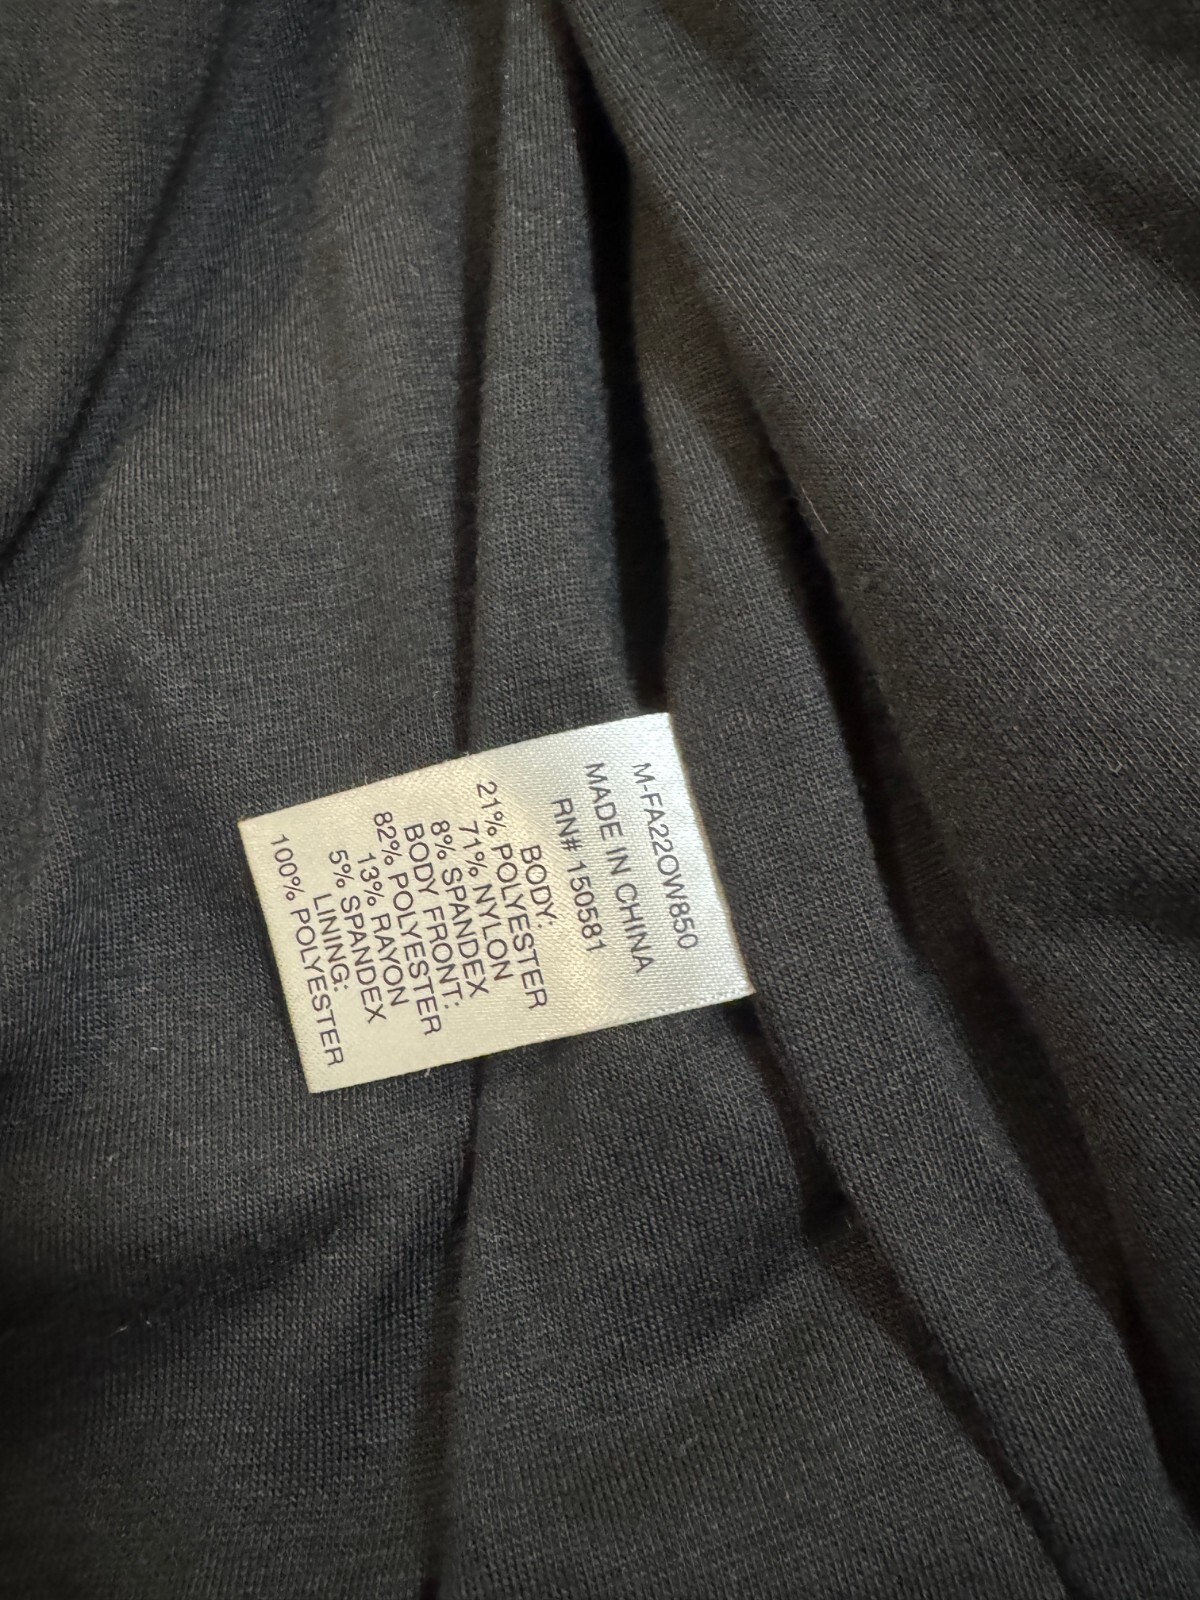 M-FA22OW850
MADE IN CHINA
RN# 150581
BODY:
21% POLYESTER
71% NYLON
8% SPANDEX
BODY FRONT:
82% POLYESTER
13% RAYON
5% SPANDEX
LINING:
100% POLYESTER